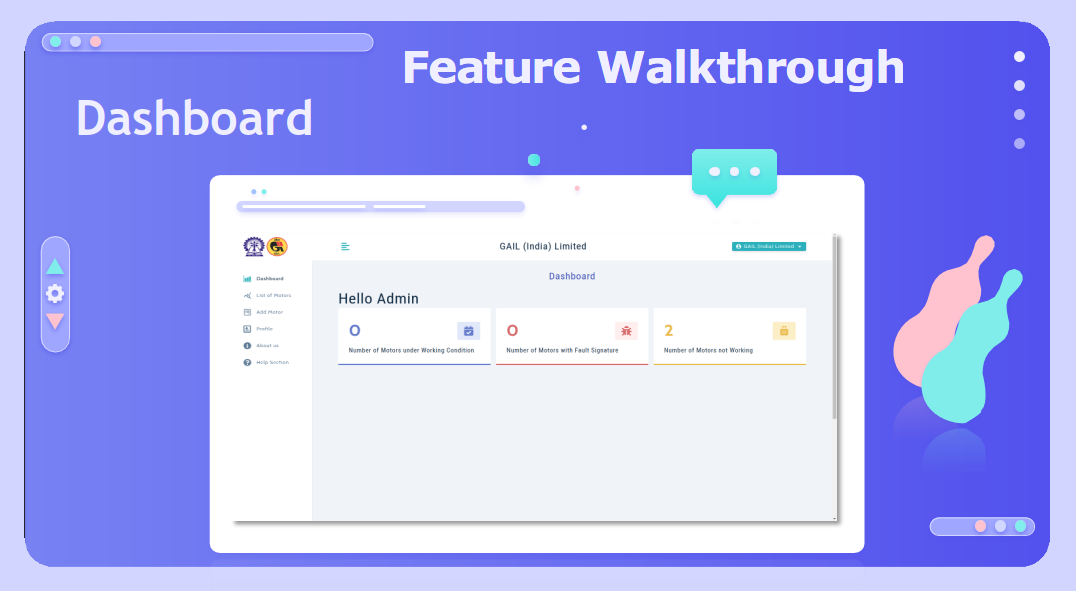 Feature Walkthrough
Dashboard
GAIL (India) Limited
GAIL (India) Limited
Dashboard
Hello Admin
Dashboard
List of Motors
Add Motor
Profile
About us
Help Section
0
Number of Motors under Working Condition
0
Number of Motors with Fault Signature
2
Number of Motors not Working